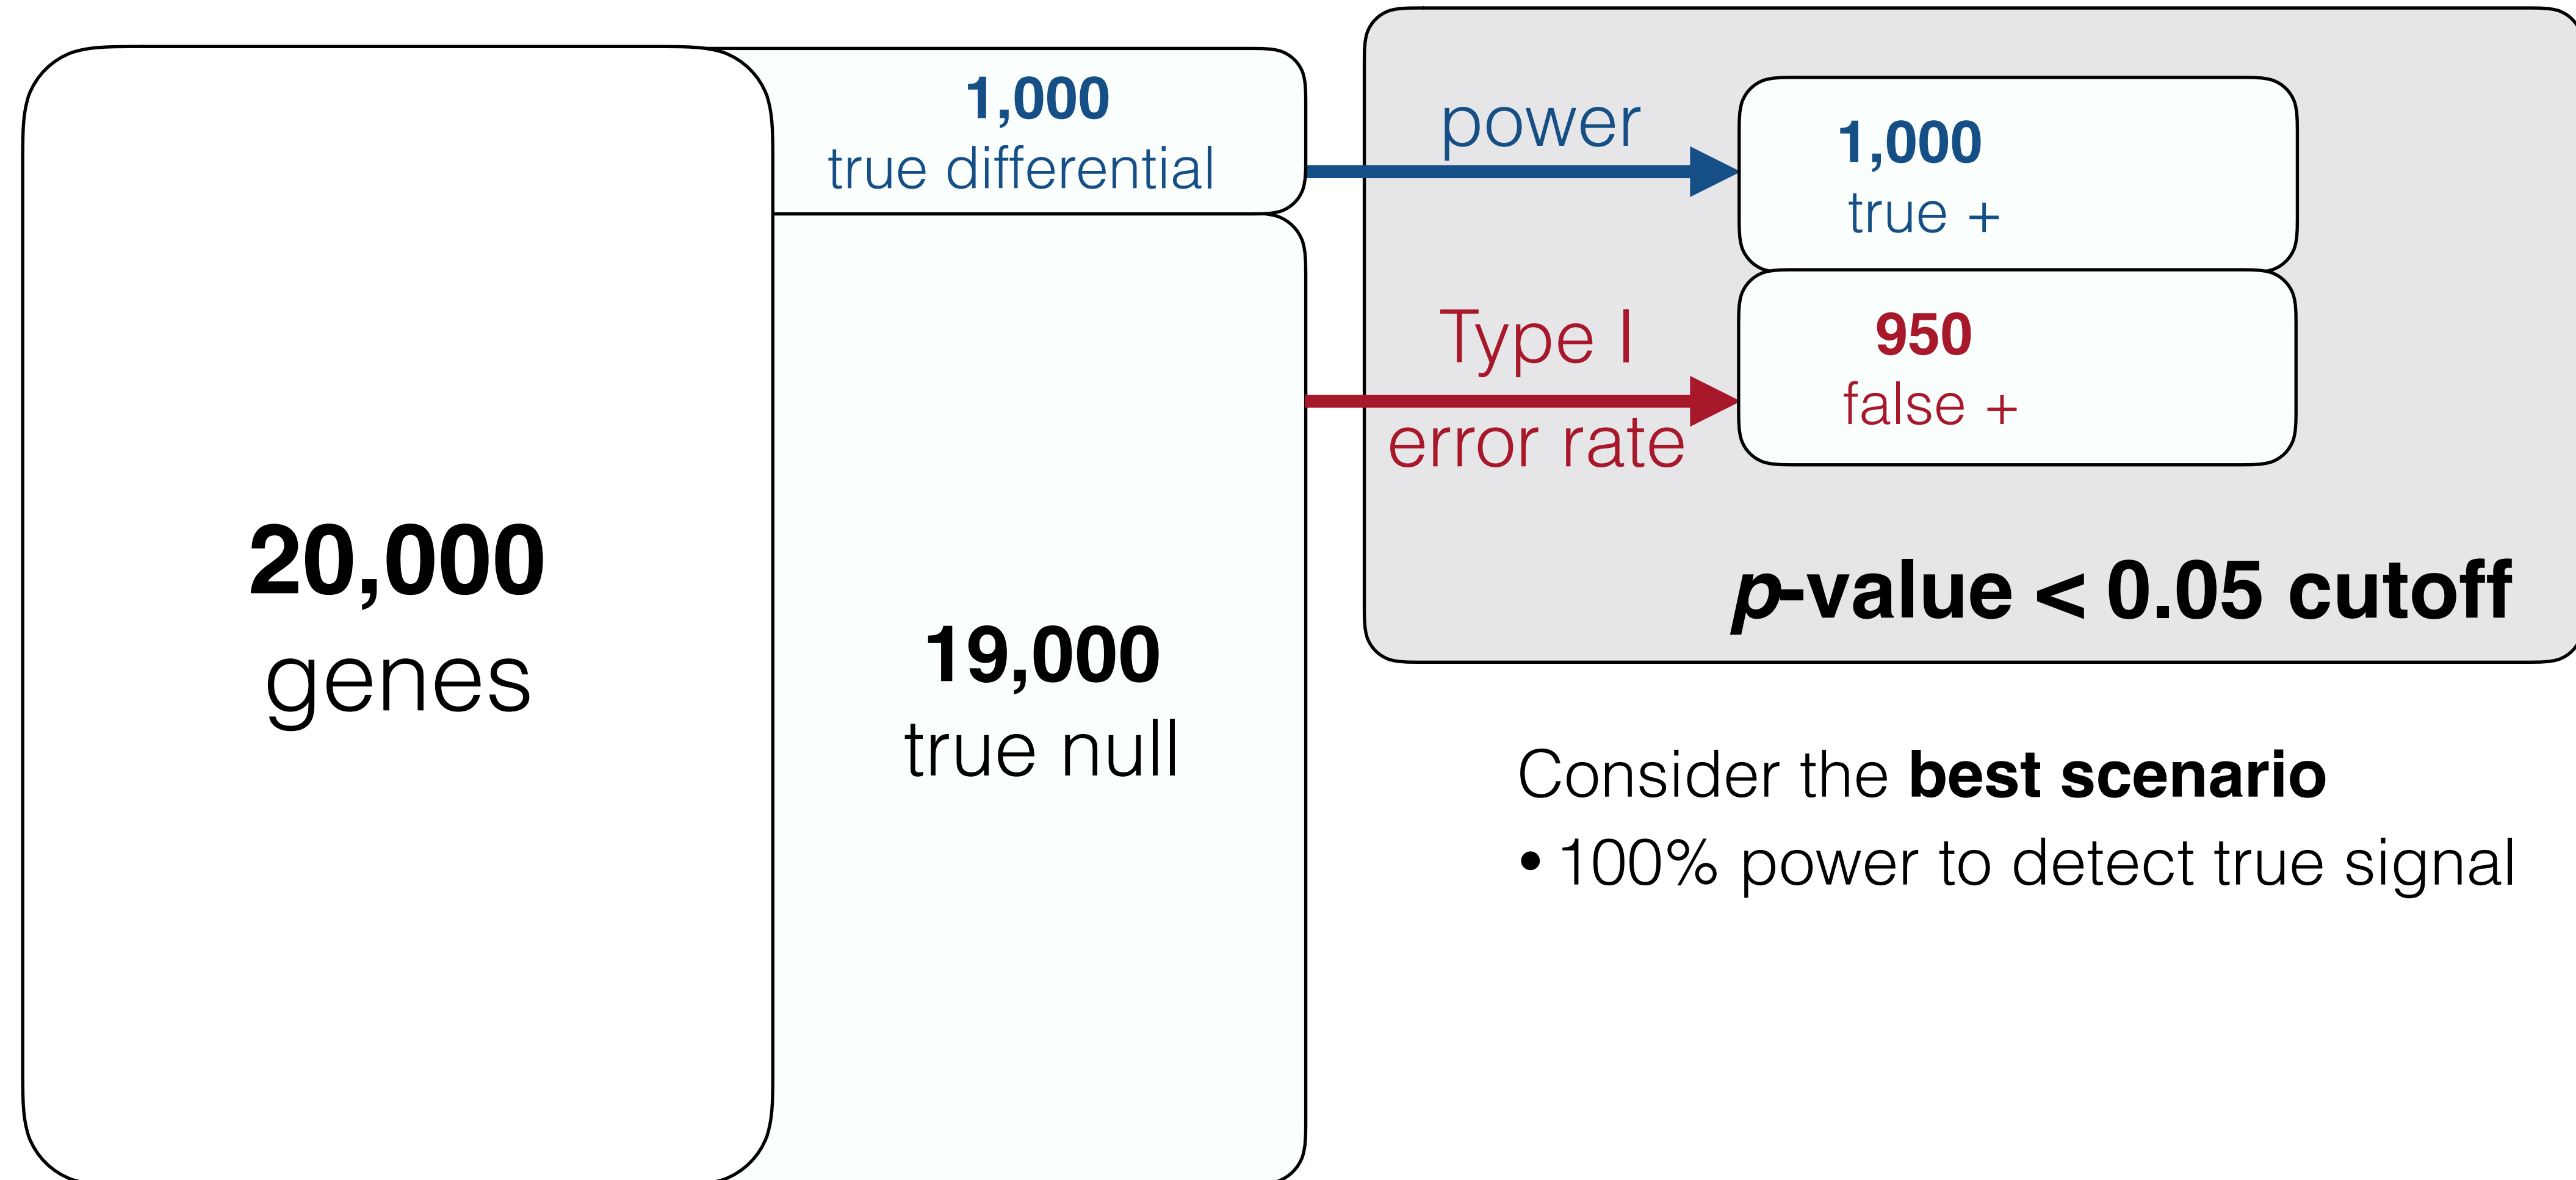 20,000
genes
1,000
true differential
19,000
true null
power
Type I
error rate
1,000
true +
950
false +
p-value < 0.05 cutoff
Consider the best scenario
• 100% power to detect true signal